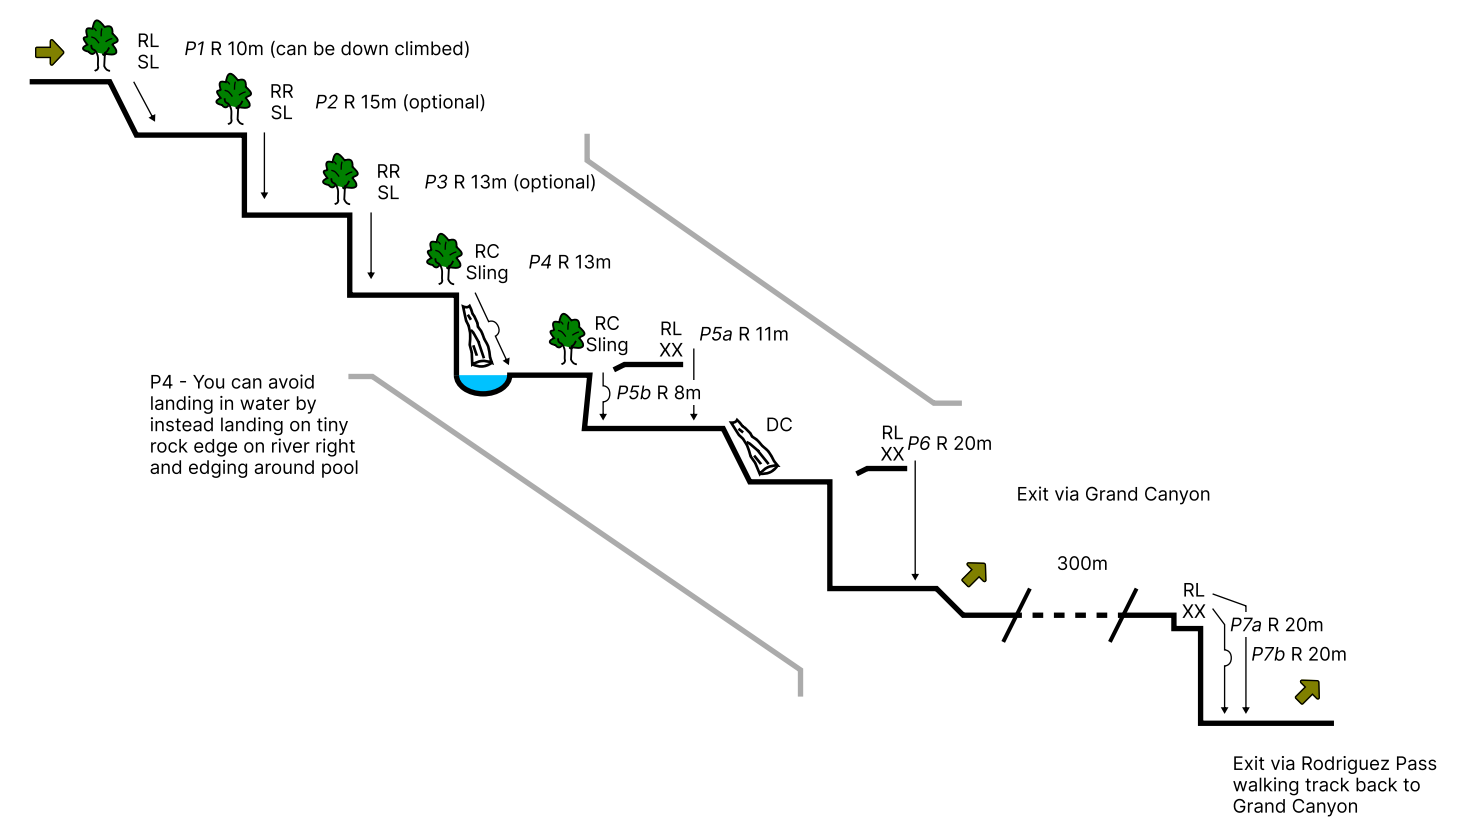 RL
SL
P1 R 10m (can be down climbed)
RR
SL
P2 R 15m (optional)
RR
SL
P3 R 13m (optional)
RC
Sling
P4 R 13m
RC
Sling
RL
XX
P5a R 11m
P5b R 8m
P4 - You can avoid
landing in water by
instead landing on tiny
rock edge on river right
and edging around pool
DC
RL
XX
P6 R 20m
Exit via Grand Canyon
300m
RL
XX
P7a R 20m
P7b R 20m
Exit via Rodriguez Pass
walking track back to
Grand Canyon